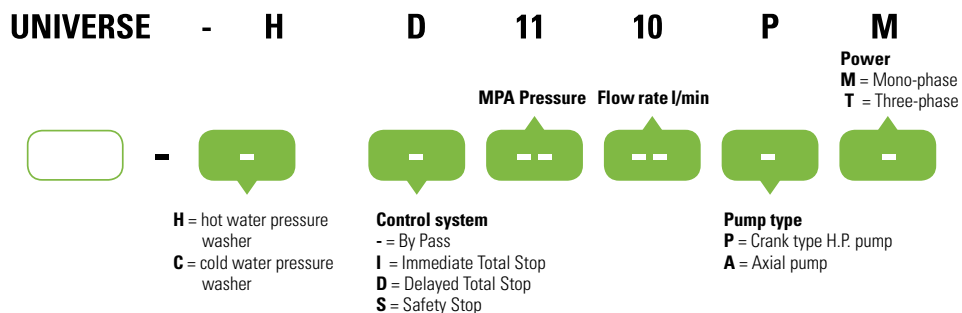 UNIVERSE - H D 11 10 P M
Power
M = Mono-phase
T = Three-phase
MPA Pressure
Flow rate l/min
- - - -- -- - -
H = hot water pressure
washer
C = cold water pressure
washer
Control system
- = By Pass
I = Immediate Total Stop
D = Delayed Total Stop
S = Safety Stop
Pump type
P = Crank type H.P. pump
A = Axial pump